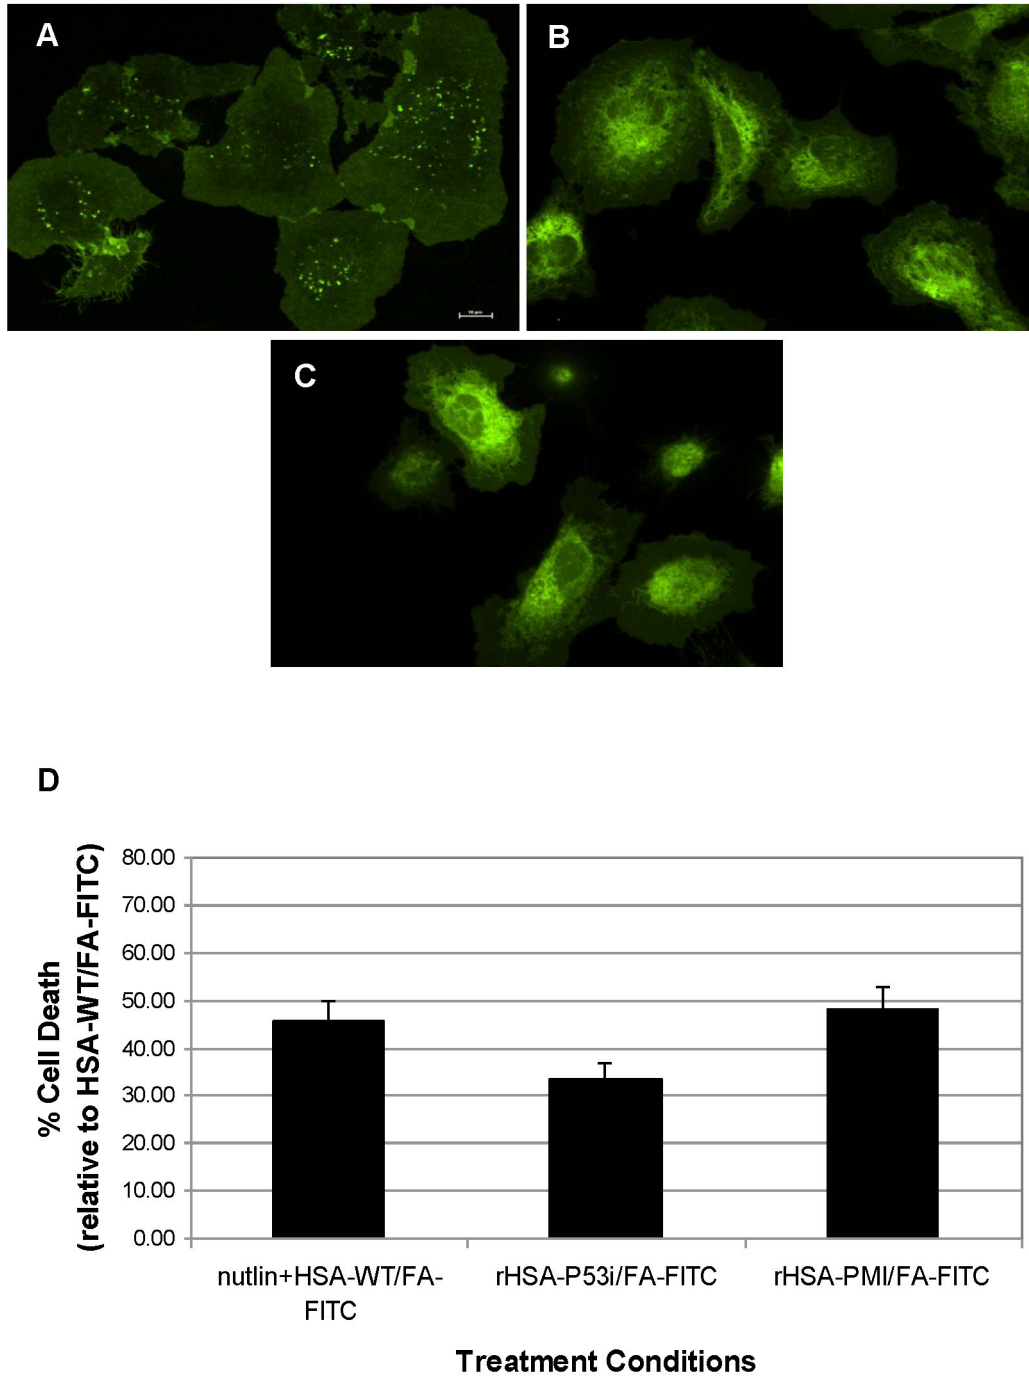 A
B
10 µm
C
D
% Cell Death
(relative to HSA-WT/FA-FITC)
80.00
70.00
60.00
50.00
40.00
30.00
20.00
10.00
0.00
nutlin+HSA-WT/FA-
FITC
rHSA-P53i/FA-FITC
rHSA-PMI/FA-FITC
Treatment Conditions